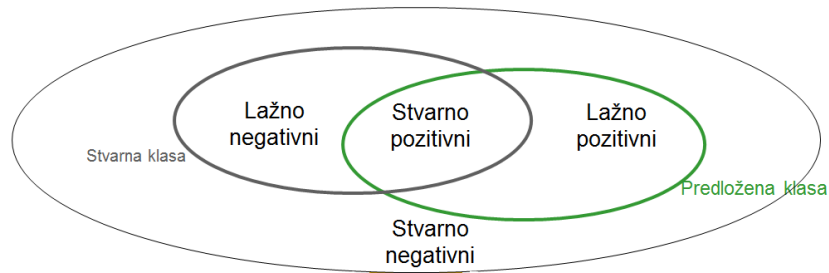 Lažno
negativni
Stvarno
pozitivni
Lažno
pozitivni
Stvarna klasa
Predložena klasa
Stvarno
negativni